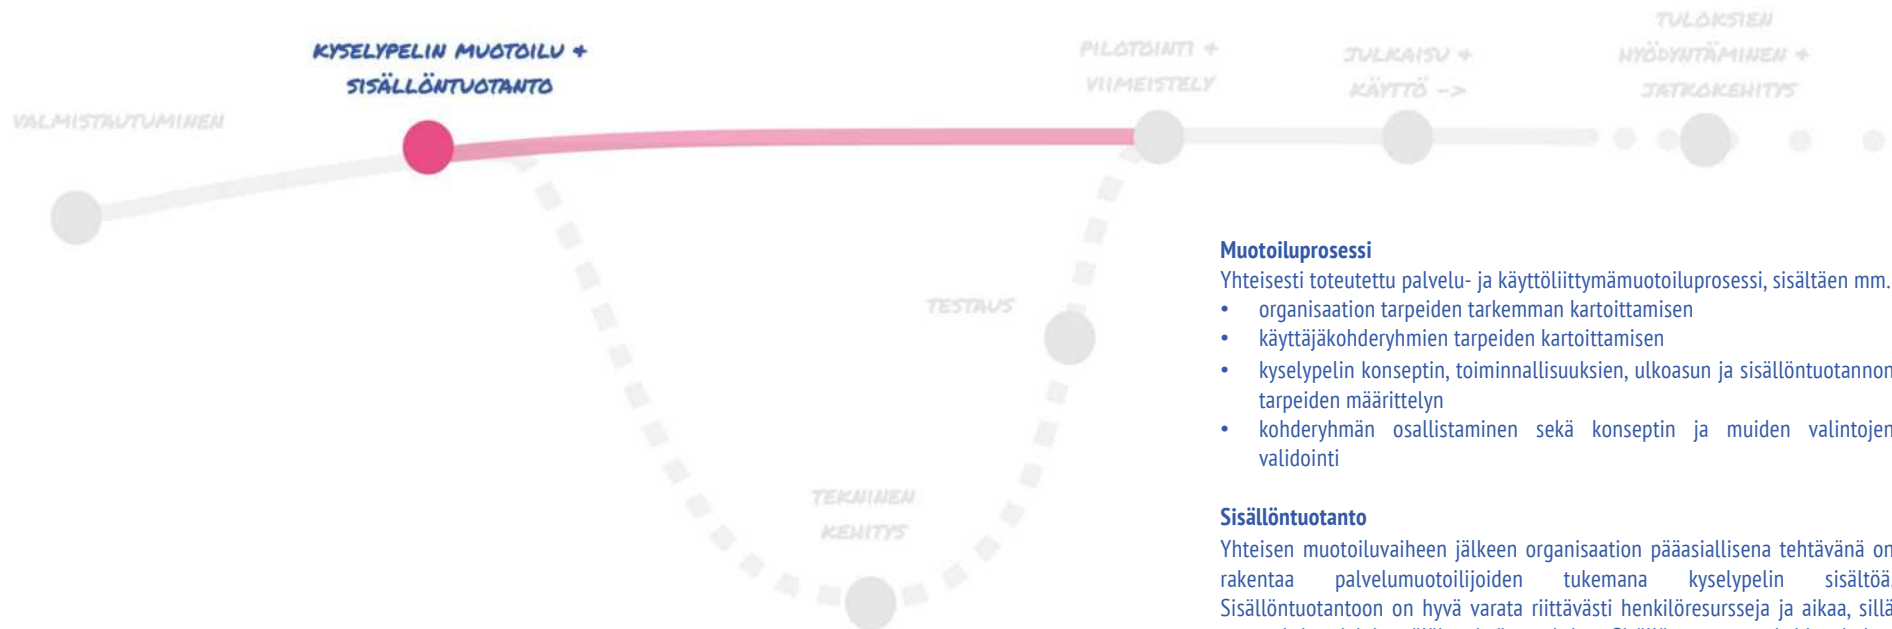 TULOKSIEN
KYSELYPELIN MUOTOILU +
SISÄLLÖNTUOTANTO
PILOTOINTI +
VIIMEISTELY
JULKAISU +
KÄYTTÖ ->
HYÖDYNTÄMINEN +
JATKOKEHITYS
VALMISTAUTUMINEN
TESTAUS
TEKNINEN
KEHITYS
Muotoiluprosessi
Yhteisesti toteutettu palvelu- ja käyttöliittymämuotoiluprosessi, sisältäen mm.
• organisaation tarpeiden tarkemman kartoittamisen
• käyttäjäkohderyhmien tarpeiden kartoittamisen
• kyselypelin konseptin, toiminnallisuuksien, ulkoasun ja sisällöntuotannon
tarpeiden määrittelyn
• kohderyhmän osallistaminen sekä konseptin ja muiden valintojen
validointi
Sisällöntuotanto
Yhteisen muotoiluvaiheen jälkeen organisaation pääasiallisena tehtävänä on
rakentaa palvelumuotoilijoiden tukemana kyselypelin sisältöä.
Sisällöntuotantoon on hyvä varata riittävästi henkilöresursseja ja aikaa, sillä